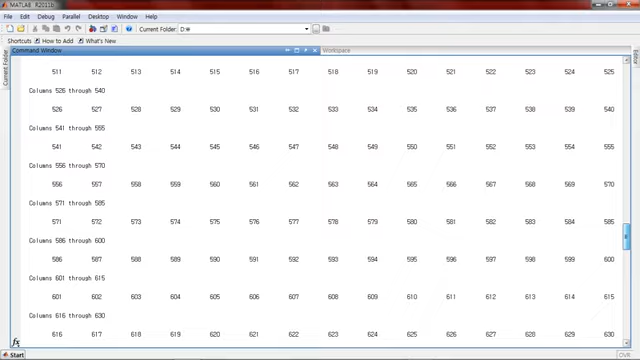 MATLAB R2011b
File Edit Debug Parallel Desktop Window Help
Current Folder: D:\
Shortcuts How to Add What's New
Current Folder
Command Window
Workspace
Editor
511 512 513 514 515 516 517 518 519 520 521 522 523 524 525
Columns 526 through 540
526 527 528 529 530 531 532 533 534 535 536 537 538 539 540
Columns 541 through 555
541 542 543 544 545 546 547 548 549 550 551 552 553 554 555
Columns 556 through 570
556 557 558 559 560 561 562 563 564 565 566 567 568 569 570
Columns 571 through 585
571 572 573 574 575 576 577 578 579 580 581 582 583 584 585
Columns 586 through 600
586 587 588 589 590 591 592 593 594 595 596 597 598 599 600
Columns 601 through 615
601 602 603 604 605 606 607 608 609 610 611 612 613 614 615
Columns 616 through 630
616 617 618 619 620 621 622 623 624 625 626 627 628 629 630
fx
Start
OVR